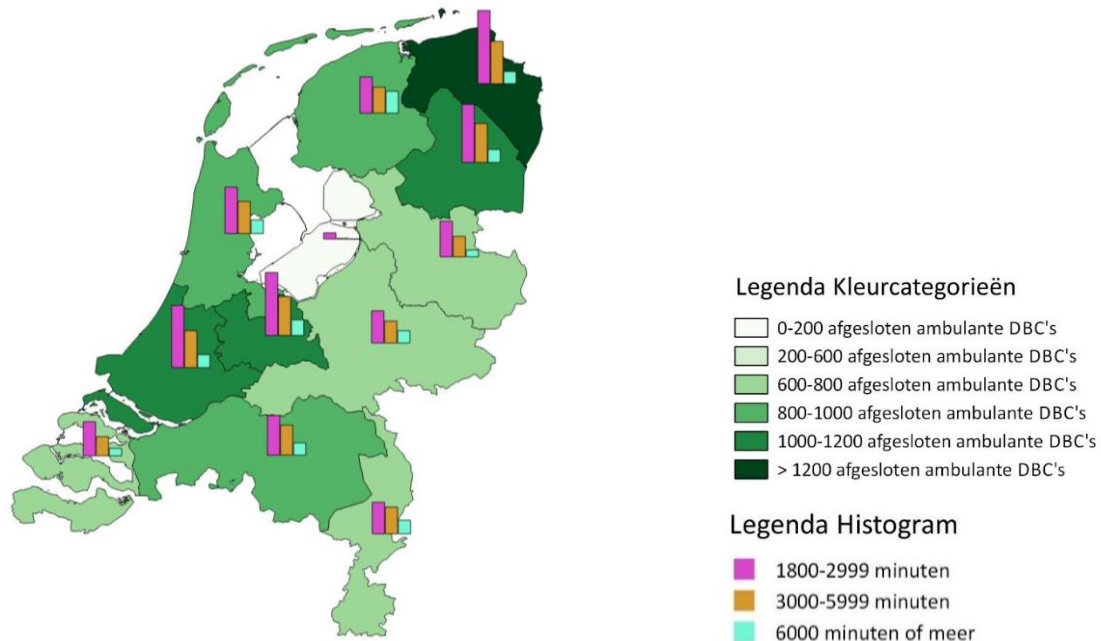 Legenda Kleurcategorieën
0-200 afgesloten ambulante DBC's
200-600 afgesloten ambulante DBC's
600-800 afgesloten ambulante DBC's
800-1000 afgesloten ambulante DBC's
1000-1200 afgesloten ambulante DBC's
> 1200 afgesloten ambulante DBC's
Legenda Histogram
1800-2999 minuten
3000-5999 minuten
6000 minuten of meer